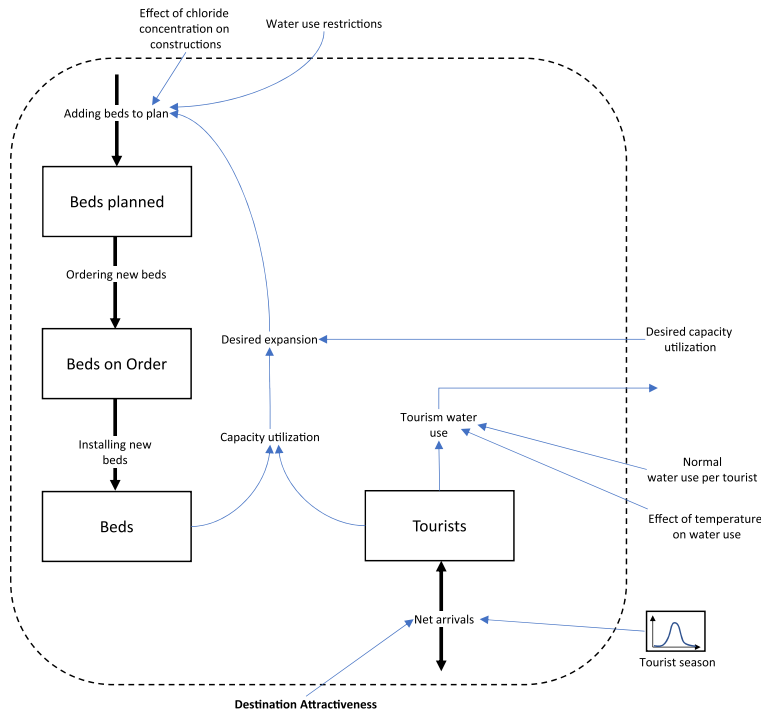 Effect of chloride
concentration on
constructions
Water use restrictions
Adding beds to plan
Beds planned
Ordering new beds
Desired expansion
Desired capacity
utilization
Beds on Order
Tourism water
use
Capacity utilization
Installing new
beds
Normal
water use per tourist
Beds
Tourists
Effect of temperature
on water use
Net arrivals
Tourist season
Destination Attractiveness